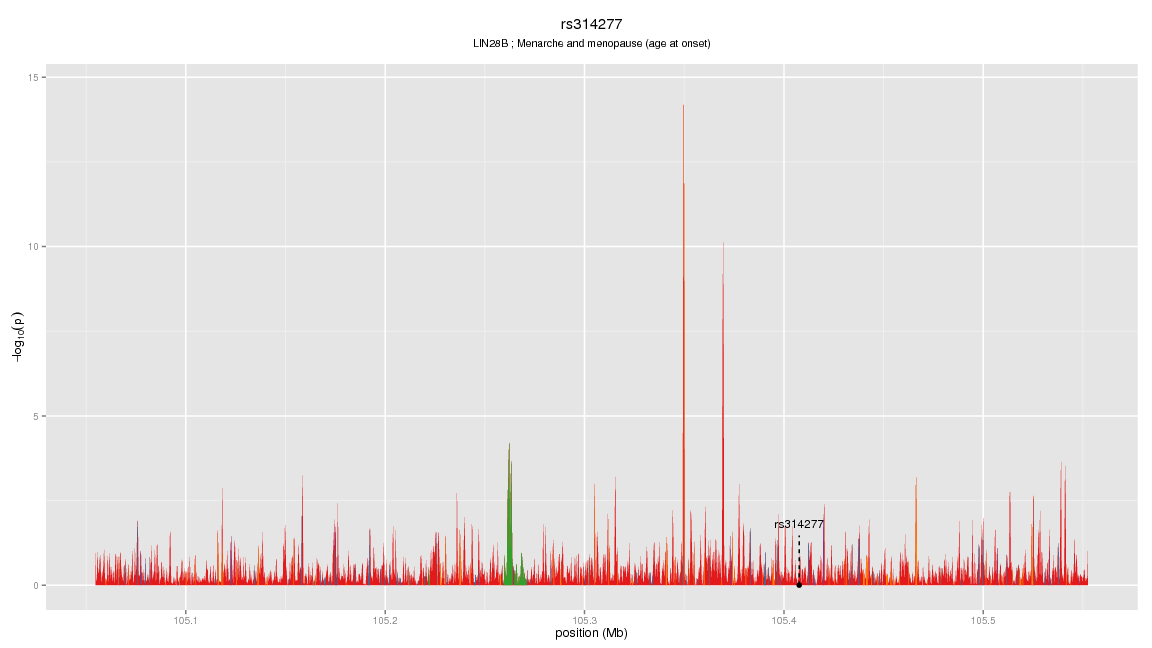 rs314277
LIN28B ; Menarche and menopause (age at onset)
15
10
5
0
−log10(p)
rs314277
105.1
105.2
105.3
105.4
105.5
position (Mb)